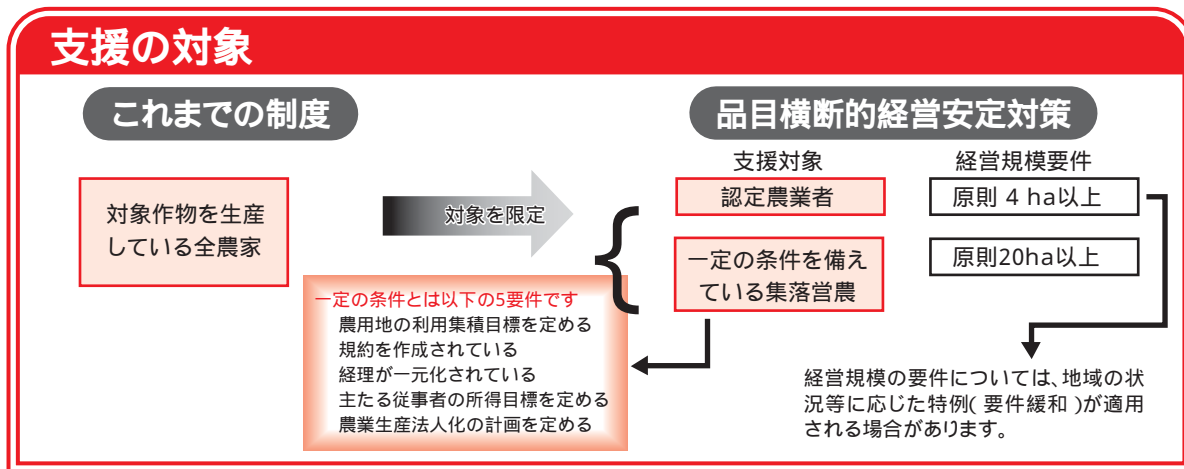 支援の対象
これまでの制度
品目横断的経営安定対策
支援対象
経営規模要件
対象作物を生産
している全農家
対象を限定
認定農業者
原則 4 ha以上
一定の条件を備え
ている集落営農
原則20ha以上
一定の条件とは以下の5要件です
農用地の利用集積目標を定める
規約を作成されている
経理が一元化されている
主たる従事者の所得目標を定める
農業生産法人化の計画を定める
経営規模の要件については、地域の状
況等に応じた特例( 要件緩和 )が適用
される場合があります。